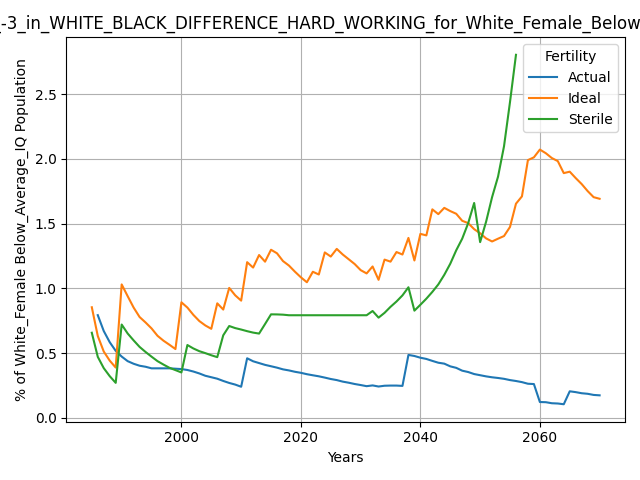 _-3_in_WHITE_BLACK_DIFFERENCE_HARD_WORKING_for_White_Female_Below
% of White_Female Below_Average_IQ Population
2.5
2.0
1.5
1.0
0.5
0.0
Fertility
Actual
Ideal
Sterile
2000
2020
2040
2060
Years